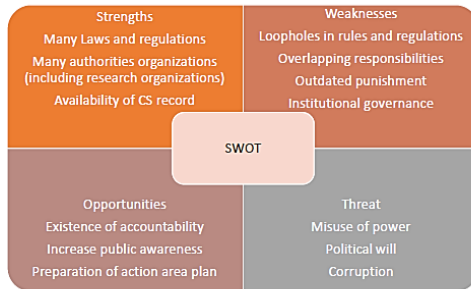 Strengths
Many Laws and regulations
Many authorities organizations
(including research organizations)
Availability of CS record
Weaknesses
Loopholes in rules and regulations
Overlapping responsibilities
Outdated punishment
Institutional governance
SWOT
Opportunities
Existence of accountability
Increase public awareness
Preparation of action area plan
Threat
Misuse of power
Political will
Corruption